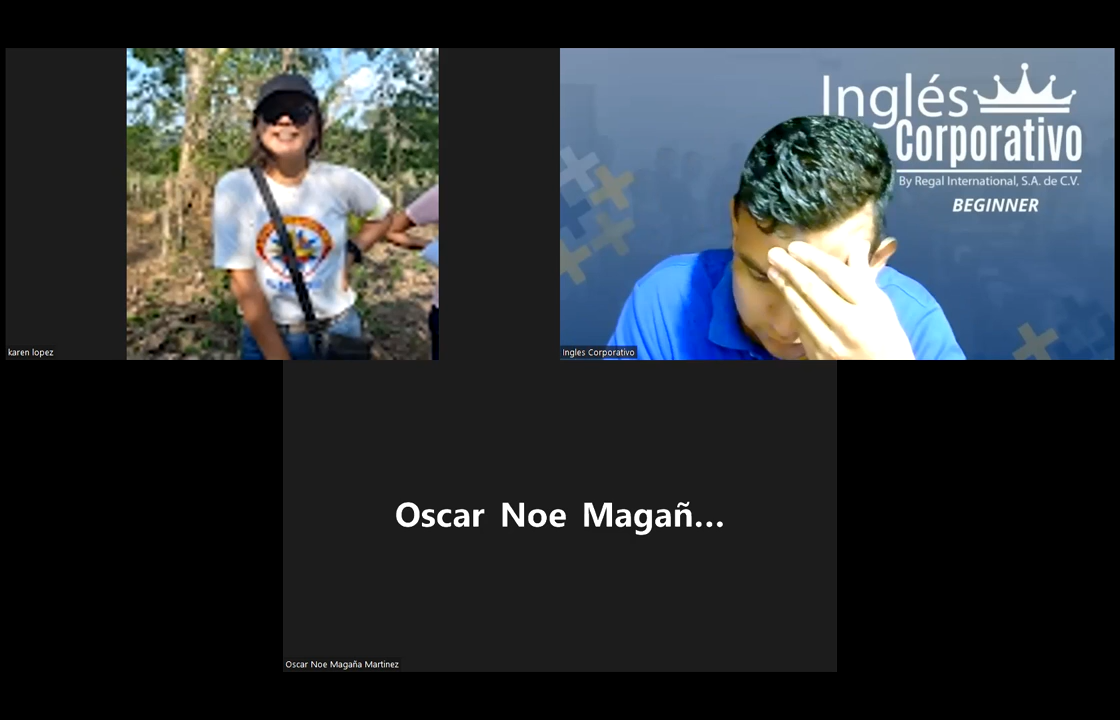 karen lopez
Inglés
Corporativo
By Regal International, S.A. de C.V.
BEGINNER
Ingles Corporativo
Oscar Noe Magañ...
Oscar Noe Magaña Martinez